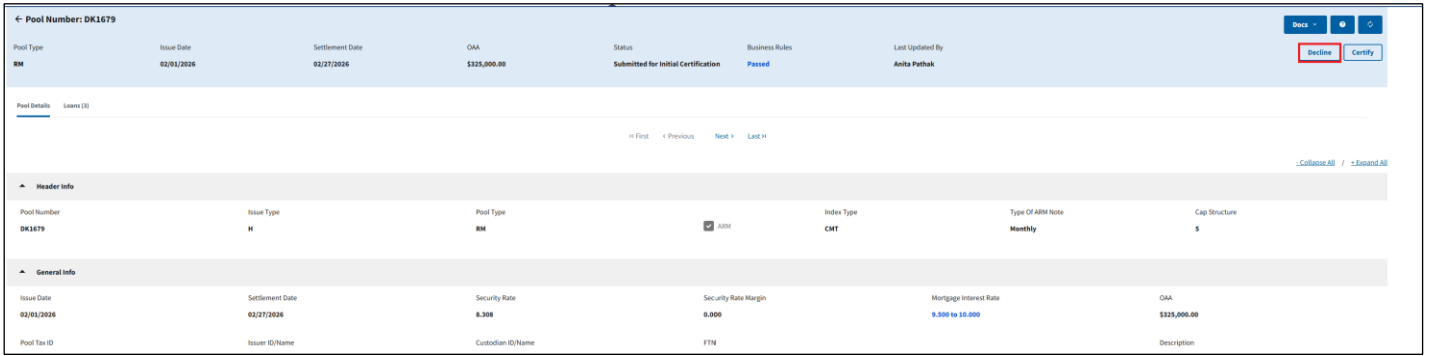 ← Pool Number: DK1679
Docs
Pool Type Issue Date Settlement Date OAA Status Business Rules Last Updated By
RM 02/01/2026 02/27/2026 $325,000.00 Submitted for Initial Certification Passed Anita Pathak
Decline Certify
Pool Details Loans (3)
First Previous Next Last
- Collapse All / + Expand All
Header Info
Pool Number Issue Type Pool Type ARM Index Type Type Of ARM Note Cap Structure
DK1679 H RM CMT Monthly 5
General Info
Issue Date Settlement Date Security Rate Security Rate Margin Mortgage Interest Rate OAA
02/01/2026 02/27/2026 8.308 0.000 9.500 to 10.000 $325,000.00
Pool Tax ID Issuer ID/Name Custodian ID/Name FTN Description